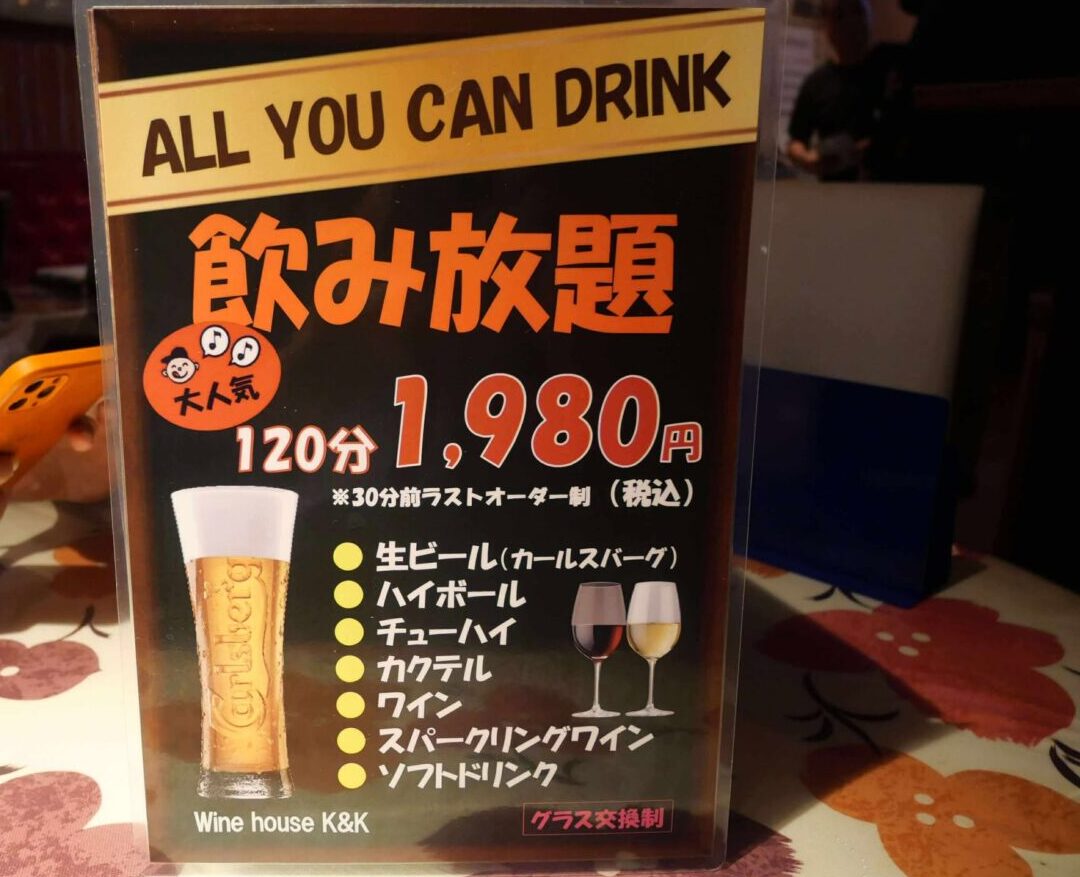 ALL YOU CAN DRINK
飲み放題
大人気
120分 1,980円
※30分前ラストオーダー制 (税込)
生ビール(カールスバーグ)
ハイボール
チューハイ
カクテル
ワイン
スパークリングワイン
ソフトドリンク
Carlsberg
Wine house K&K
グラス交換制